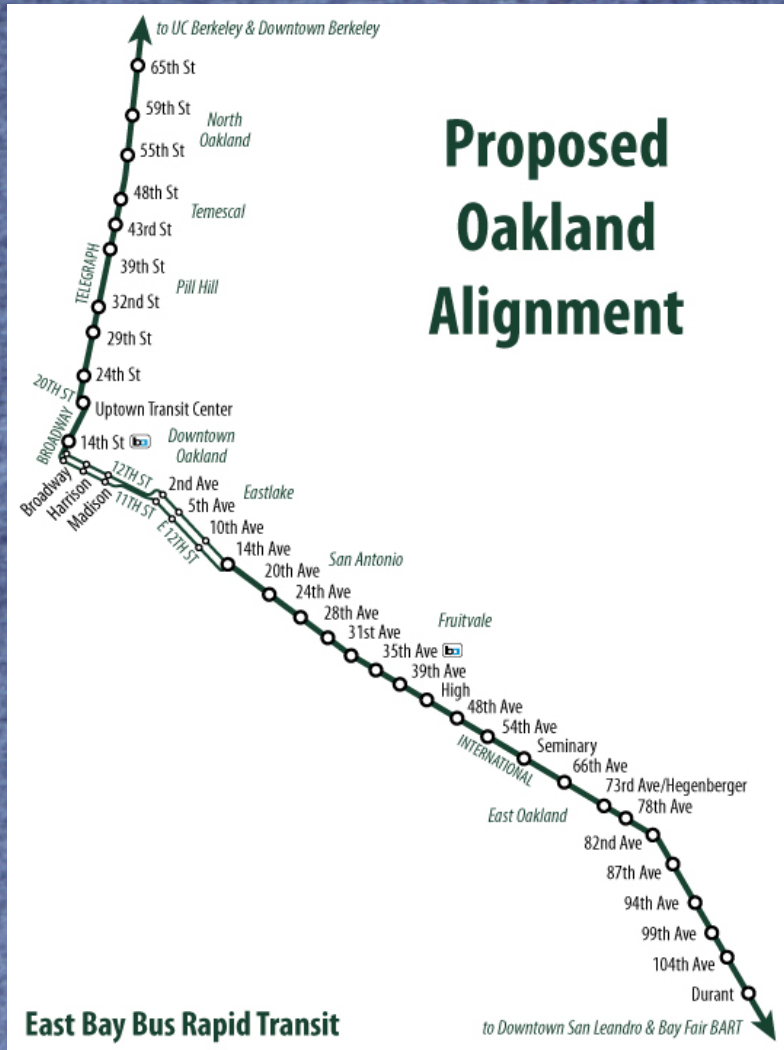 to UC Berkeley & Downtown Berkeley
65th St
59th St
North
Oakland
55th St
48th St
Temescal
43rd St
TELEGRAPH
39th St
Pill Hill
32nd St
29th St
24th St
20TH ST
Uptown Transit Center
BROADWAY
14th St ba
Downtown
Oakland
Broadway
Harrison
Madison
12TH ST
11TH ST
E 12TH ST
2nd Ave
5th Ave
Eastlake
10th Ave
14th Ave
San Antonio
20th Ave
24th Ave
28th Ave
Fruitvale
31st Ave
35th Ave ba
39th Ave
High
48th Ave
54th Ave
INTERNATIONAL
Seminary
66th Ave
73rd Ave/Hegenberger
78th Ave
East Oakland
82nd Ave
87th Ave
94th Ave
99th Ave
104th Ave
Durant
to Downtown San Leandro & Bay Fair BART
Proposed
Oakland
Alignment
East Bay Bus Rapid Transit